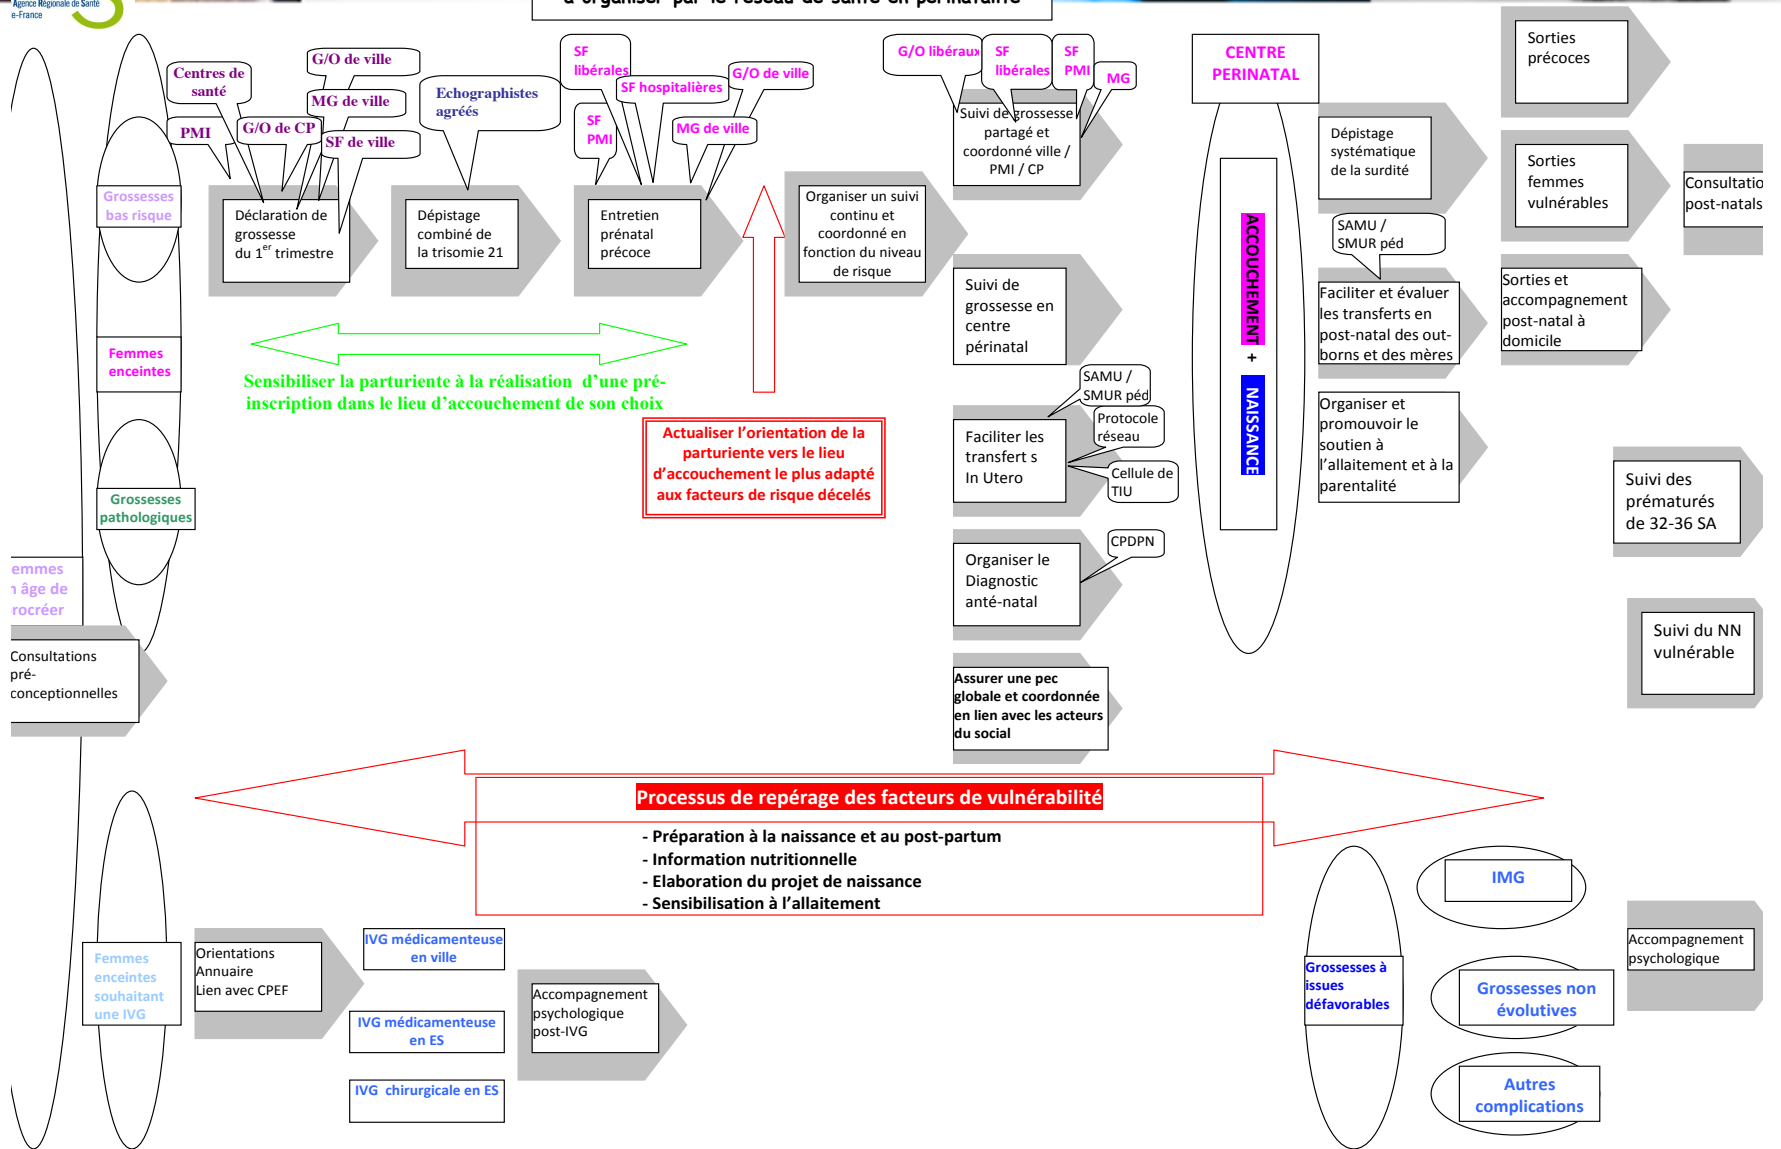 Agence Régionale de Santé
e-France
à organiser par le réseau de santé en périnatalité
Centres de
santé
G/O de ville
MG de ville
PMI
G/O de CP
SF de ville
Echographistes
agréés
SF
libérales
SF hospitalières
G/O de ville
SF
PMI
MG de ville
G/O libéraux
SF
libérales
SF
PMI
MG
CENTRE
PERINATAL
Sorties
précoces
Grossesses
bas risque
Déclaration de
grossesse
du 1er trimestre
Dépistage
combiné de
la trisomie 21
Entretien
prénatal
précoce
Organiser un suivi
continu et
coordonné en
fonction du niveau
de risque
Suivi de grossesse
partagé et
coordonné ville /
PMI / CP
Dépistage
systématique
de la surdité
Sorties
femmes
vulnérables
Consultatio
post-natals
SAMU /
SMUR péd
Suivi de
grossesse en
centre
périnatal
ACCOUCHEMENT + NAISSANCE
Faciliter et évaluer
les transferts en
post-natal des out-
borns et des mères
Sorties et
accompagnement
post-natal à
domicile
Femmes
enceintes
Sensibiliser la parturiente à la réalisation d’une pré-
inscription dans le lieu d’accouchement de son choix
Actualiser l’orientation de la
parturiente vers le lieu
d’accouchement le plus adapté
aux facteurs de risque décelés
SAMU /
SMUR péd
Protocole
réseau
Cellule de
TIU
Faciliter les
transfert s
In Utero
Organiser et
promouvoir le
soutien à
l’allaitement et à la
parentalité
Grossesses
pathologiques
Suivi des
prématurés
de 32-36 SA
CPDPN
Organiser le
Diagnostic
anté-natal
emmes
n âge de
rocréer
Consultations
pré-
conceptionnelles
Suivi du NN
vulnérable
Assurer une pec
globale et coordonnée
en lien avec les acteurs
du social
Processus de repérage des facteurs de vulnérabilité
- Préparation à la naissance et au post-partum
- Information nutritionnelle
- Elaboration du projet de naissance
- Sensibilisation à l’allaitement
Femmes
enceintes
souhaitant
une IVG
Orientations
Annuaire
Lien avec CPEF
IVG médicamenteuse
en ville
IVG médicamenteuse
en ES
IVG chirurgicale en ES
Accompagnement
psychologique
post-IVG
Grossesses à
issues
défavorables
IMG
Grossesses non
évolutives
Autres
complications
Accompagnement
psychologique